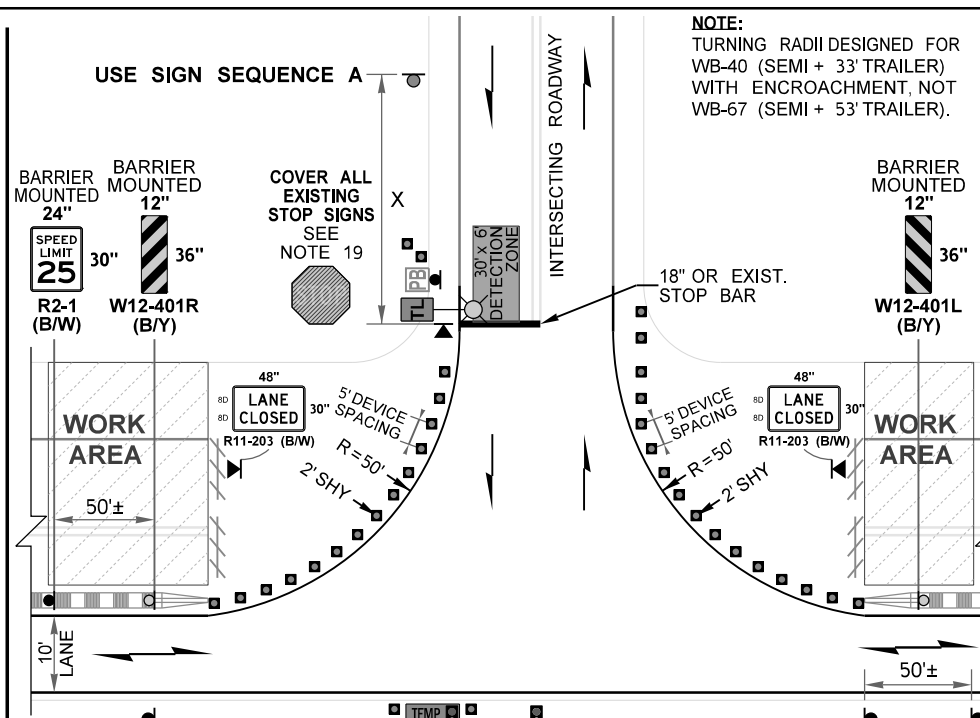 NOTE:
TURNING RADII DESIGNED FOR
WB-40 (SEMI + 33' TRAILER)
WITH ENCROACHMENT, NOT
WB-67 (SEMI + 53' TRAILER).
USE SIGN SEQUENCE A
BARRIER
MOUNTED
24"
SPEED
LIMIT
25
30"
R2-1
(B/W)
BARRIER
MOUNTED
12"
36"
W12-401R
(B/Y)
COVER ALL
EXISTING
STOP SIGNS
SEE
NOTE 19
STOP
X
PB
TL
30' x 6'
DETECTION
ZONE
INTERSECTING ROADWAY
18" OR EXIST.
STOP BAR
BARRIER
MOUNTED
12"
36"
W12-401L
(B/Y)
WORK
AREA
50'±
48"
8D
8D
LANE
CLOSED
30"
R11-203 (B/W)
5' DEVICE
SPACING
R = 50'
2' SHY
5' DEVICE
SPACING
R = 50'
2' SHY
48"
8D
8D
LANE
CLOSED
30"
R11-203 (B/W)
WORK
AREA
10'
LANE
50'±
TEMP